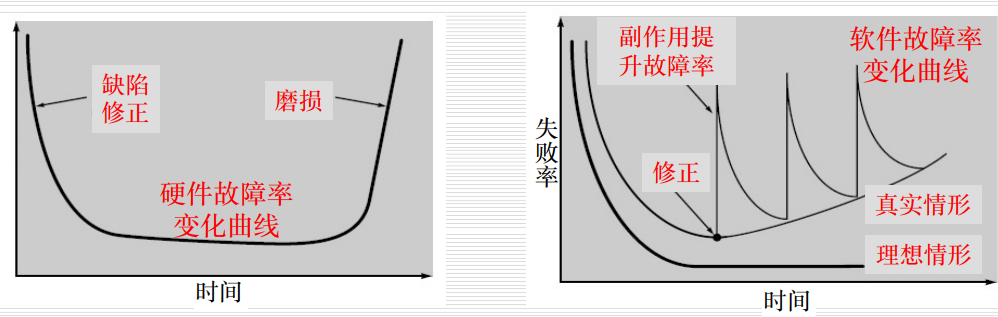 缺陷
修正
磨损
硬件故障率
变化曲线
时间
副作用提
升故障率
软件故障率
变化曲线
失败率
修正
真实情形
理想情形
时间